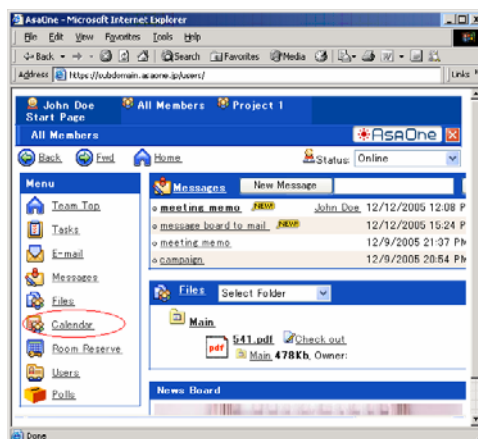 AsaOne - Microsoft Internet Explorer
File Edit View Favorites Tools Help
Back Search Favorites Media
Address https://subdomain.asaone.jp/users/ Links
John Doe All Members Project 1
Start Page
All Members AsaOne
Back Fwd Home Status: Online
Menu
Team Top
Tasks
E-mail
Messages
Files
Calendar
Room Reserve
Users
Polls
Messages New Message
meeting memo NEW! John Doe 12/12/2005 12:08 P
message board to mail NEW! 12/12/2005 15:24 P
meeting memo 12/9/2005 21:37 PM
campaign 12/9/2005 20:54 PM
Files Select Folder
Main
pdf 541.pdf Check out
Main 478Kb, Owner:
News Board
Done